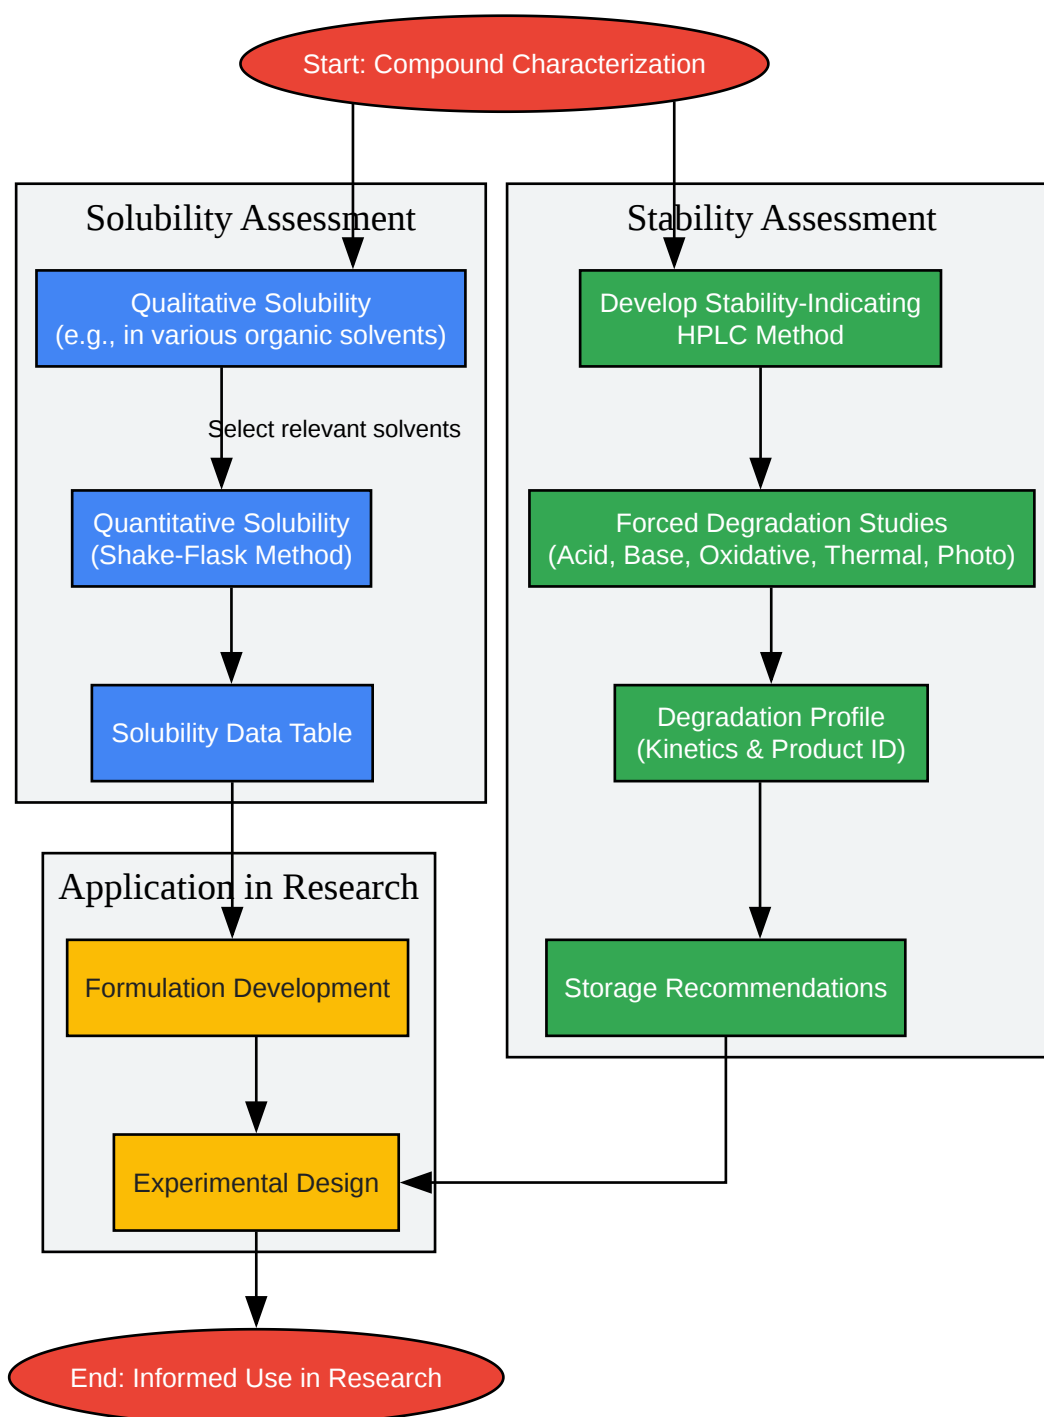 Start: Compound Characterization
Solubility Assessment
Qualitative Solubility
(e.g., in various organic solvents)
Select relevant solvents
Quantitative Solubility
(Shake-Flask Method)
Solubility Data Table
Stability Assessment
Develop Stability-Indicating
HPLC Method
Forced Degradation Studies
(Acid, Base, Oxidative, Thermal, Photo)
Degradation Profile
(Kinetics & Product ID)
Storage Recommendations
Application in Research
Formulation Development
Experimental Design
End: Informed Use in Research